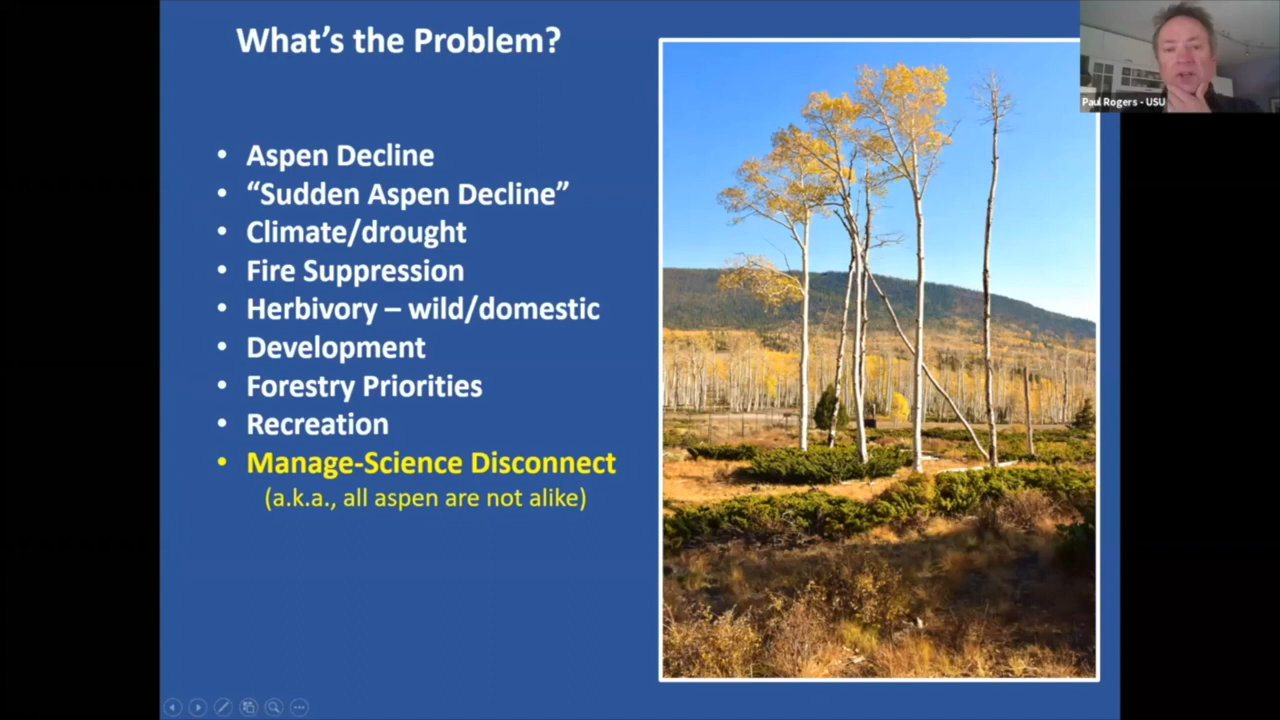 What's the Problem?
• Aspen Decline
• “Sudden Aspen Decline”
• Climate/drought
• Fire Suppression
• Herbivory – wild/domestic
• Development
• Forestry Priorities
• Recreation
• Manage-Science Disconnect
(a.k.a., all aspen are not alike)
Paul Rogers - USU